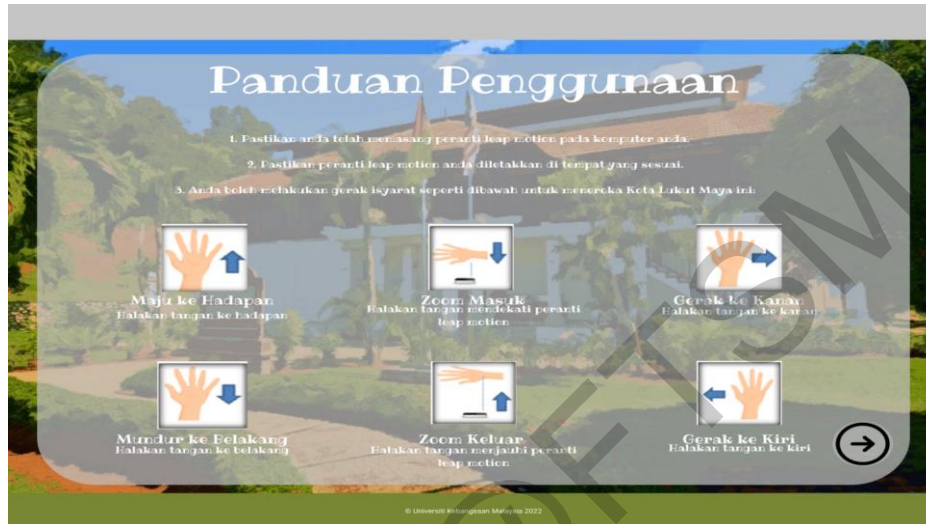 Panduan Penggunaan
1. Pastikan anda telah memasang peranti leap motion pada komputer anda.
2. Pastikan peranti leap motion anda diletakkan di tempat yang sesuai.
3. Anda boleh melakukan gerak isyarat seperti dibawah untuk meneroka Kota Lukut Maya ini:
Maju ke Hadapan
Halakan tangan ke hadapan
Zoom Masuk
Halakan tangan mendekati peranti
leap motion
Gerak ke Kanan
Halakan tangan ke kanan
Mundur ke Belakang
Halakan tangan ke belakang
Zoom Keluar
Halakan tangan menjauhi peranti
leap motion
Gerak ke Kiri
Halakan tangan ke kiri
© Universiti Kebangsaan Malaysia 2022
FTSM